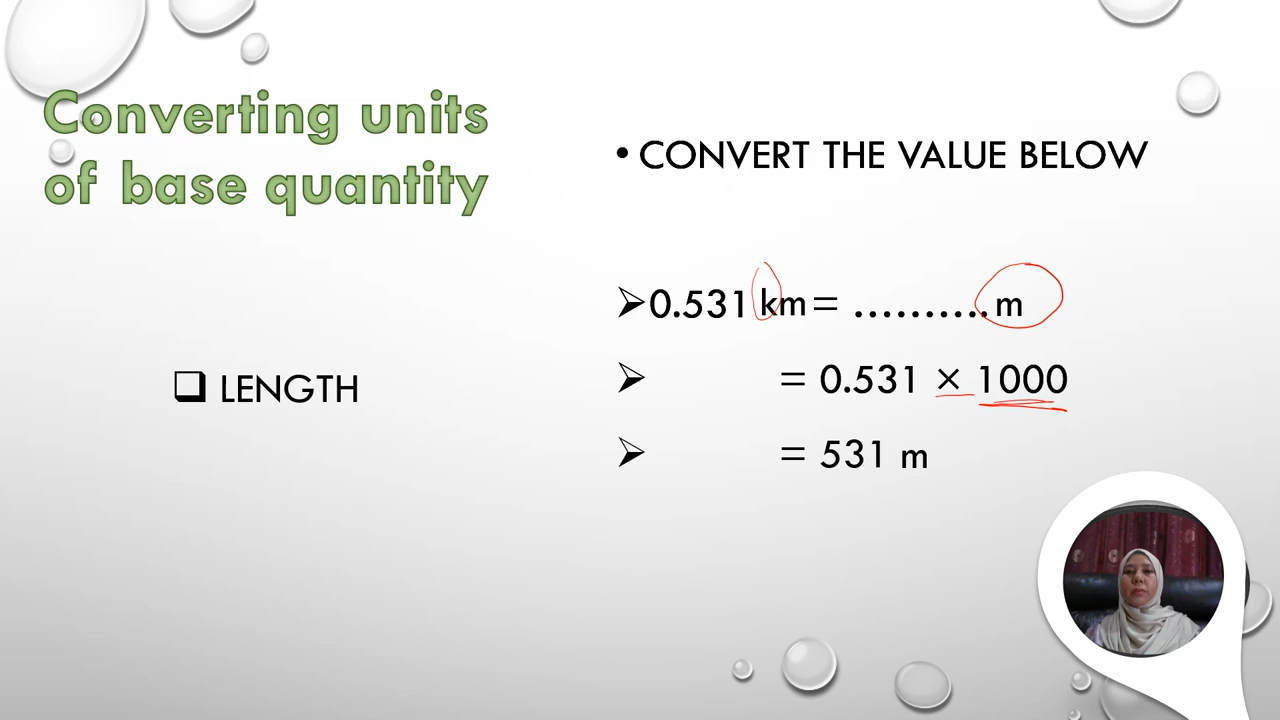 Converting units
of base quantity
LENGTH
• CONVERT THE VALUE BELOW
0.531 km = ..........m
= 0.531 × 1000
= 531 m